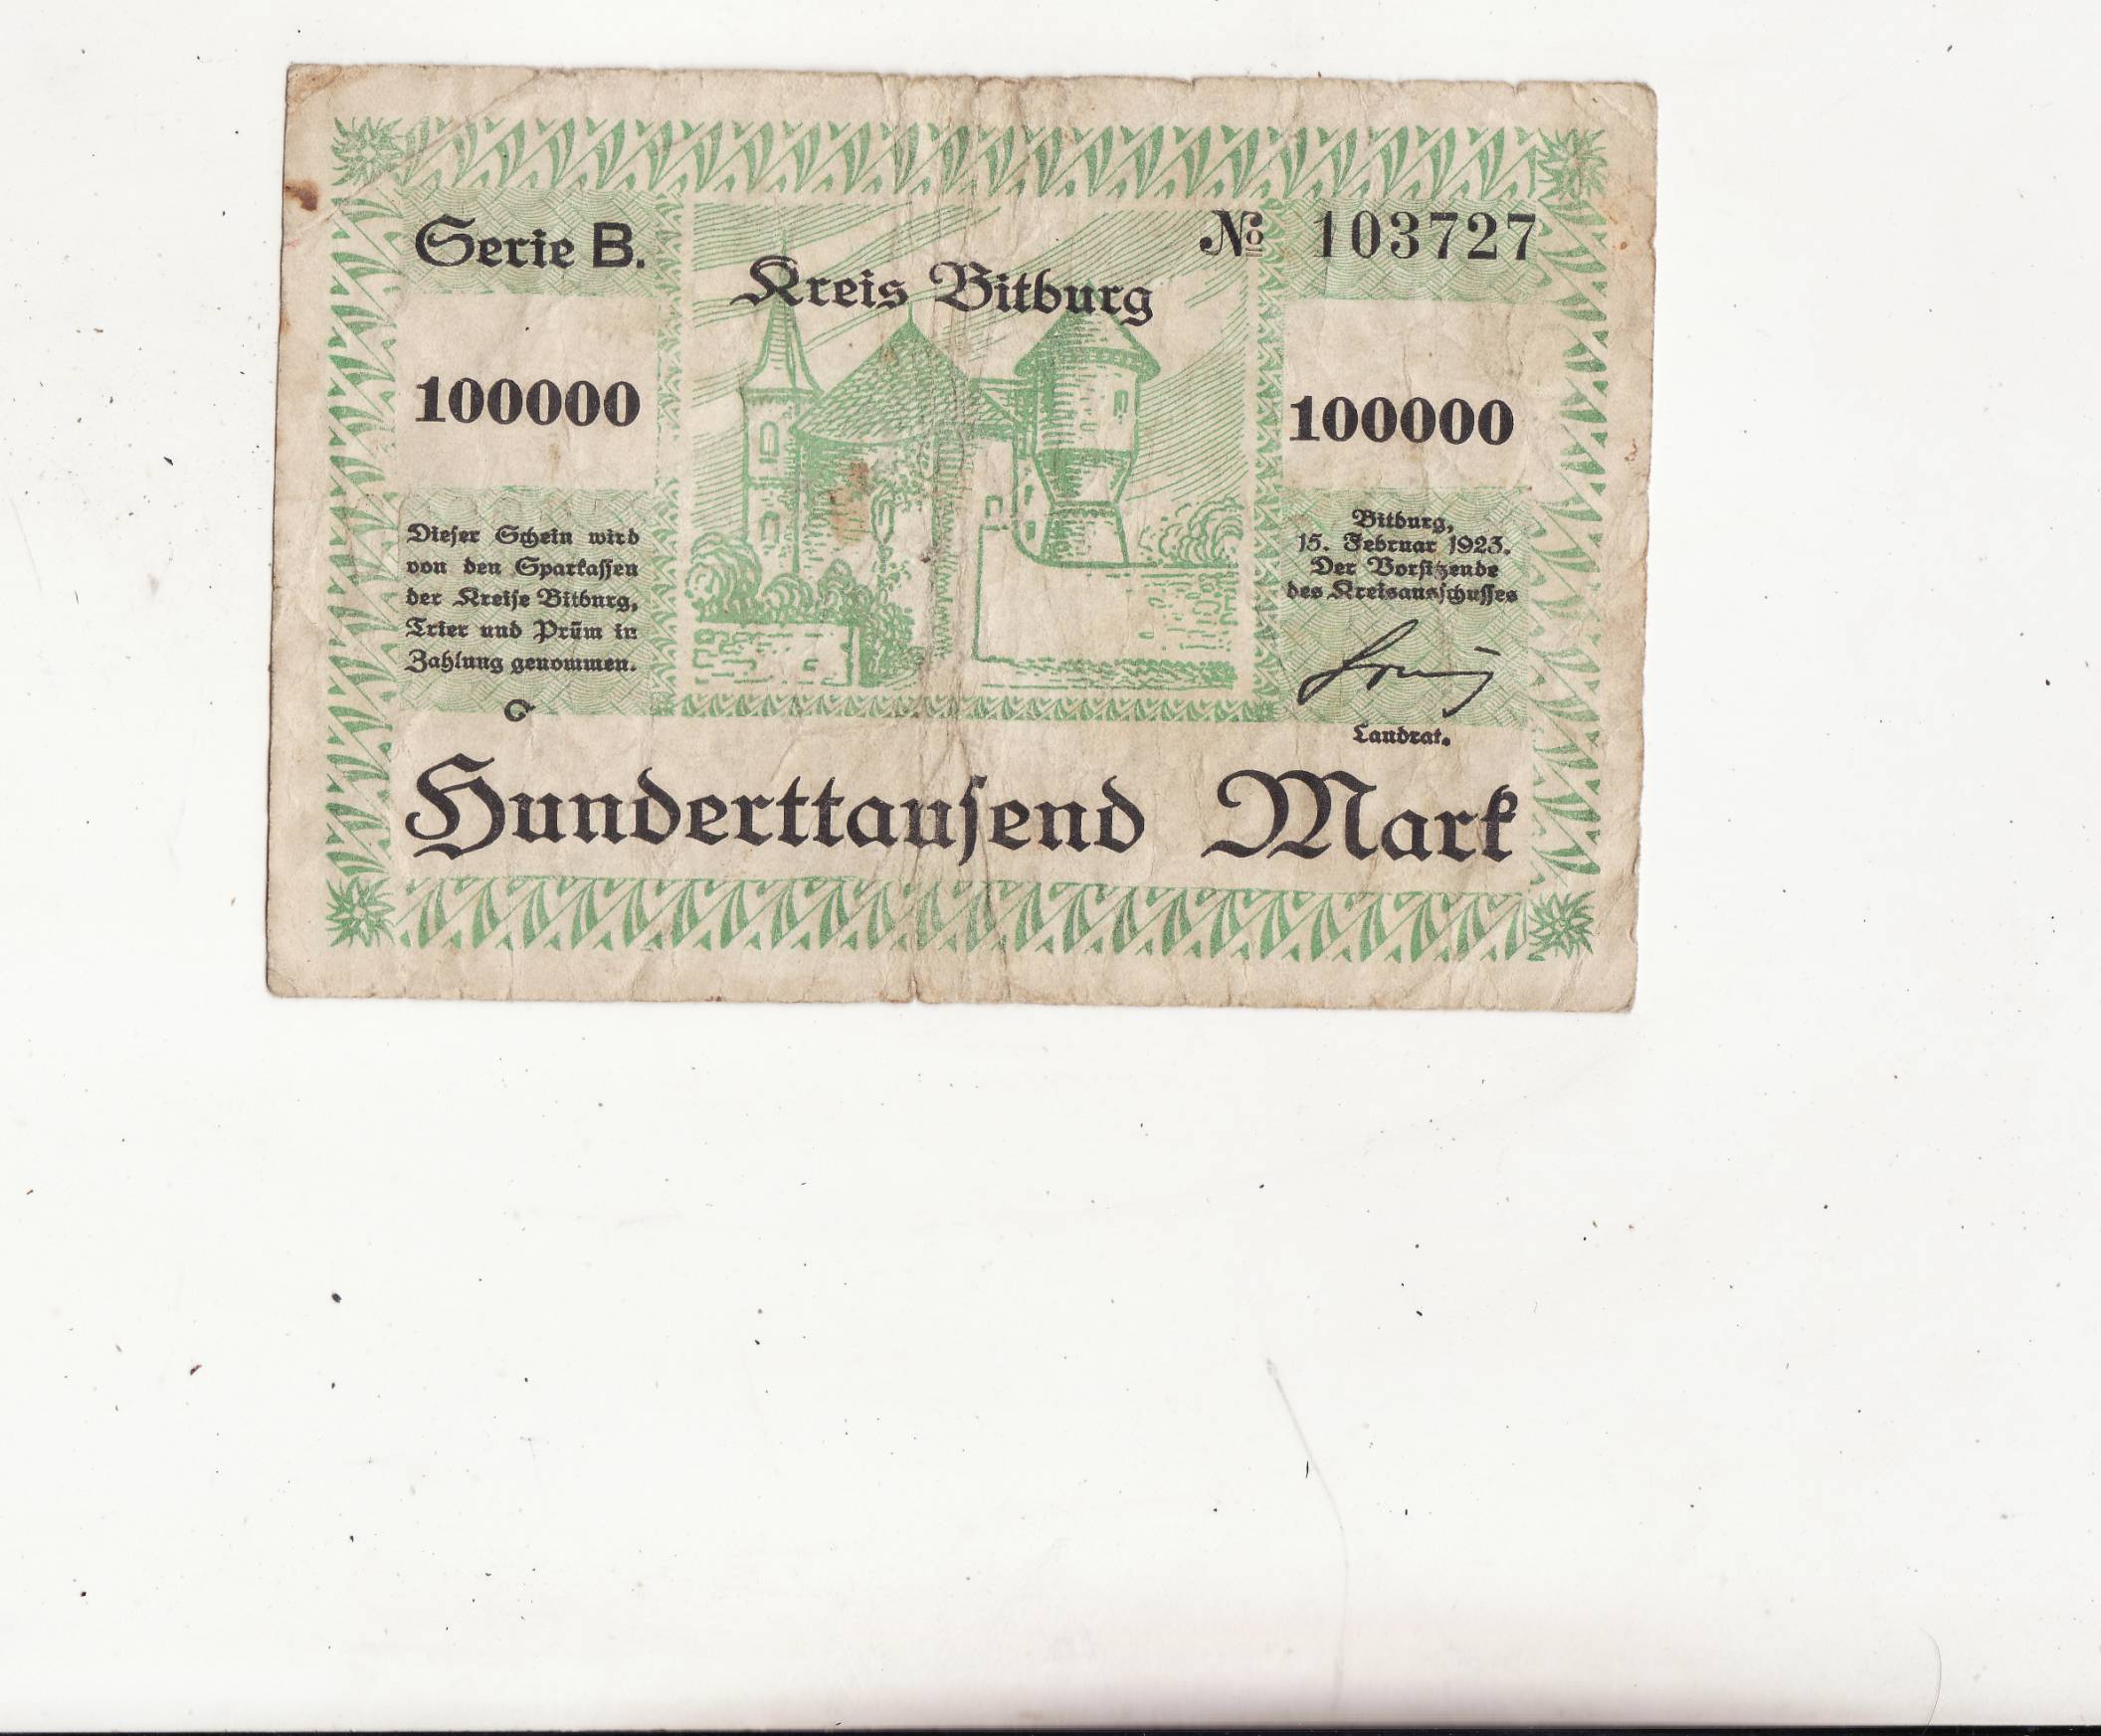 Serie B.
№ 103727
Kreis Bitburg
100000
100000
Dieser Schein wird
von den Sparkassen
der Kreise Bitburg,
Trier und Prüm in
Zahlung genommen.
G
Bitburg,
15. Februar 1923.
Der Vorsitzende
des Kreisausschusses
Landrat.
Hunderttausend Mark